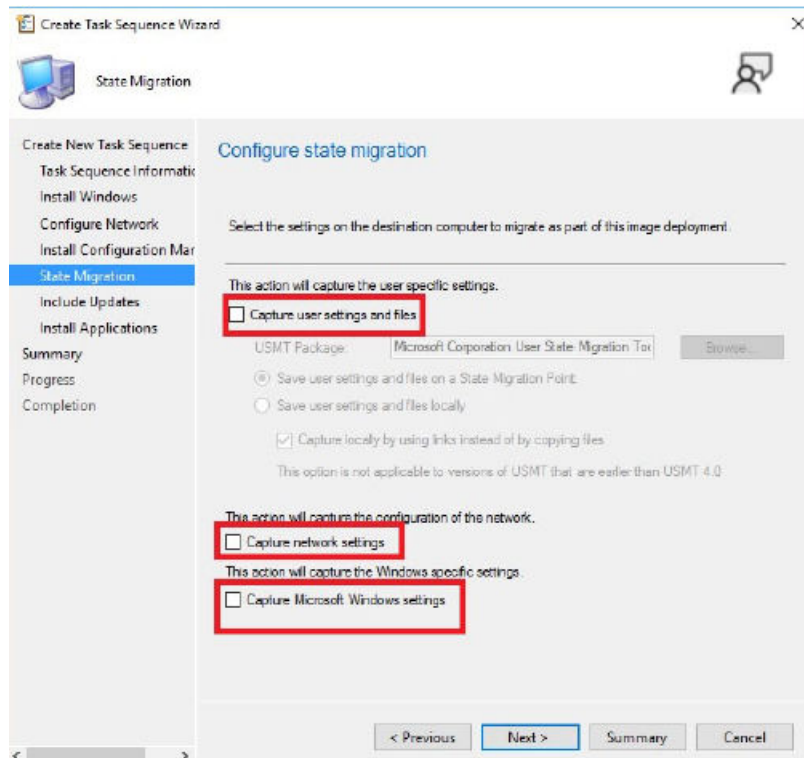 Create Task Sequence Wizard
State Migration
Create New Task Sequence
Task Sequence Informatic
Install Windows
Configure Network
Install Configuration Mar
State Migration
Include Updates
Install Applications
Summary
Progress
Completion
Configure state migration
Select the settings on the destination computer to migrate as part of this image deployment.
This action will capture the user specific settings.
Capture user settings and files
USMT Package: Microsoft Corporation User State Migration Too Browse...
Save user settings and files on a State Migration Point
Save user settings and files locally
Capture locally by using links instead of by copying files
This option is not applicable to versions of USMT that are earlier than USMT 4.0
This action will capture the configuration of the network.
Capture network settings
This action will capture the Windows specific settings.
Capture Microsoft Windows settings
< Previous Next > Summary Cancel